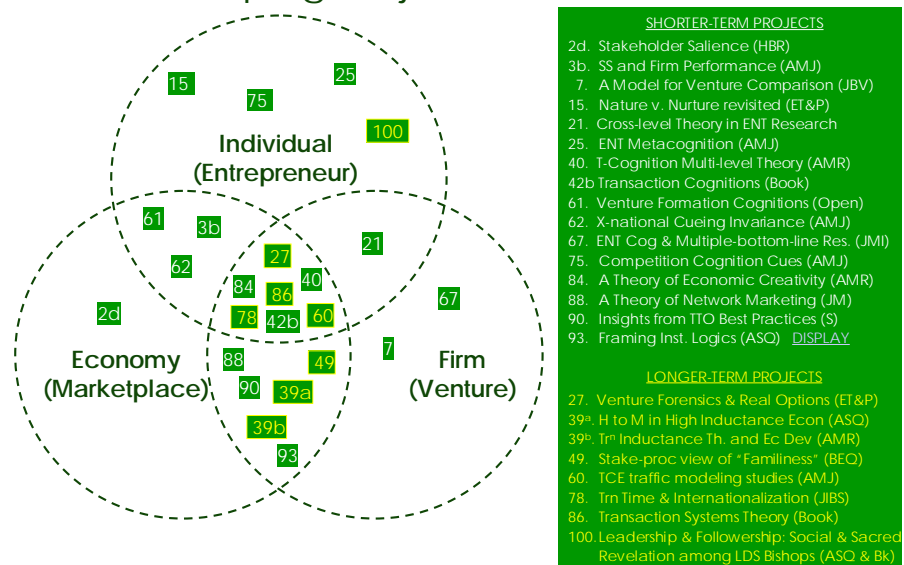 15
25
75
100
Individual
(Entrepreneur)
61
3b
21
27
62
84
40
86
67
2d
78
42b
60
7
Economy
(Marketplace)
88
49
Firm
(Venture)
90
39a
39b
93
SHORTER-TERM PROJECTS
2d. Stakeholder Salience (HBR)
3b. SS and Firm Performance (AMJ)
7. A Model for Venture Comparison (JBV)
15. Nature v. Nurture revisited (ET&P)
21. Cross-level Theory in ENT Research
25. ENT Metacognition (AMJ)
40. T-Cognition Multi-level Theory (AMR)
42b Transaction Cognitions (Book)
61. Venture Formation Cognitions (Open)
62. X-national Cueing Invariance (AMJ)
67. ENT Cog & Multiple-bottom-line Res. (JMI)
75. Competition Cognition Cues (AMJ)
84. A Theory of Economic Creativity (AMR)
88. A Theory of Network Marketing (JM)
90. Insights from TTO Best Practices (S)
93. Framing Inst. Logics (ASQ) DISPLAY
LONGER-TERM PROJECTS
27. Venture Forensics & Real Options (ET&P)
39ᵃ. H to M in High Inductance Econ (ASQ)
39ᵇ. Trⁿ Inductance Th. and Ec Dev (AMR)
49. Stake-proc view of "Familiness" (BEQ)
60. TCE traffic modeling studies (AMJ)
78. Trn Time & Internationalization (JIBS)
86. Transaction Systems Theory (Book)
100. Leadership & Followership: Social & Sacred
Revelation among LDS Bishops (ASQ & Bk)